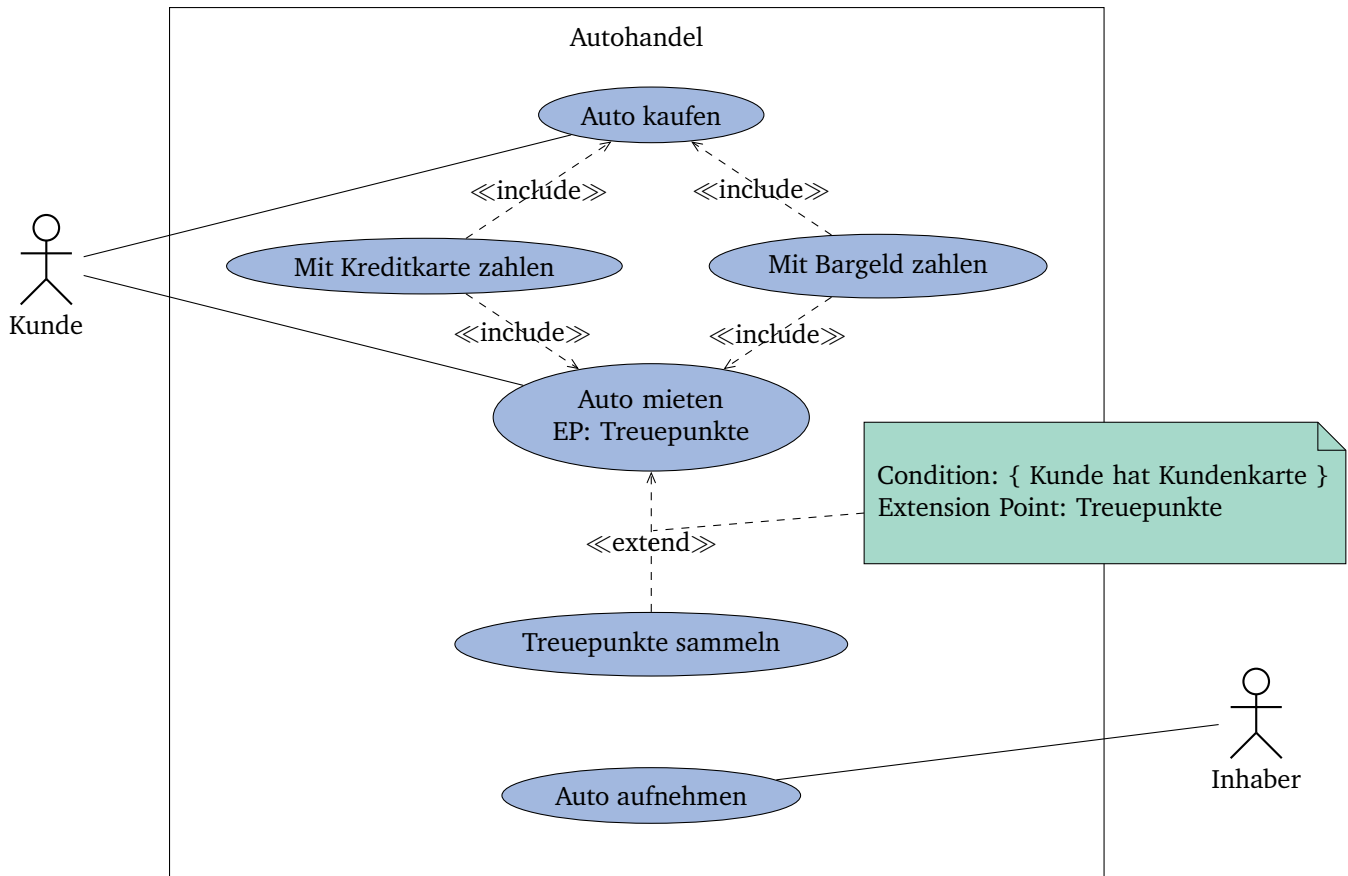 Autohandel
Auto kaufen
≪include≫
≪include≫
Mit Kreditkarte zahlen
Mit Bargeld zahlen
Kunde
≪include≫
≪include≫
Auto mieten
EP: Treuepunkte
Condition: { Kunde hat Kundenkarte }
Extension Point: Treuepunkte
≪extend≫
Treuepunkte sammeln
Inhaber
Auto aufnehmen